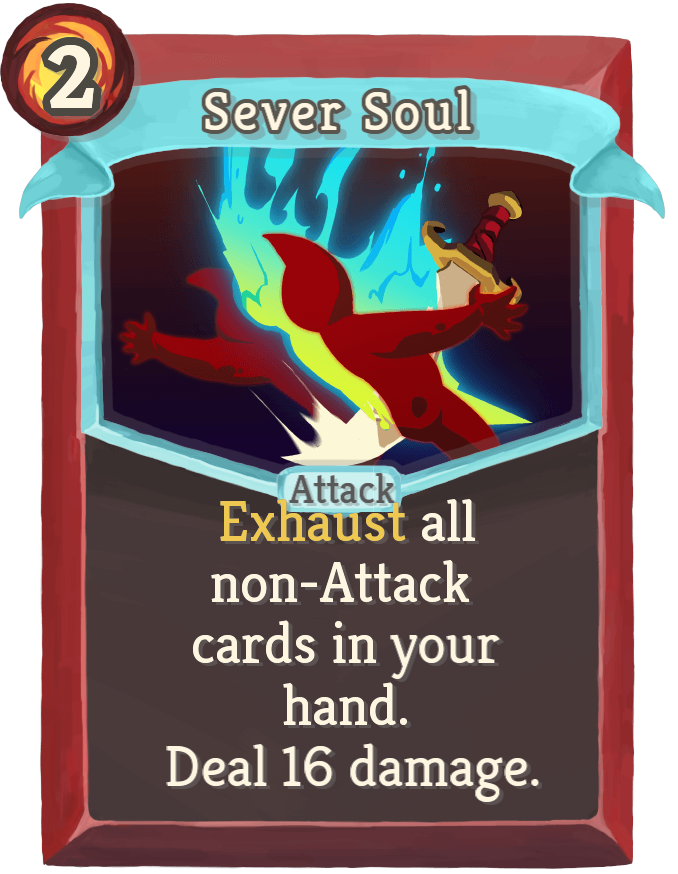 2
Sever Soul
Attack
Exhaust all
non-Attack
cards in your
hand.
Deal 16 damage.